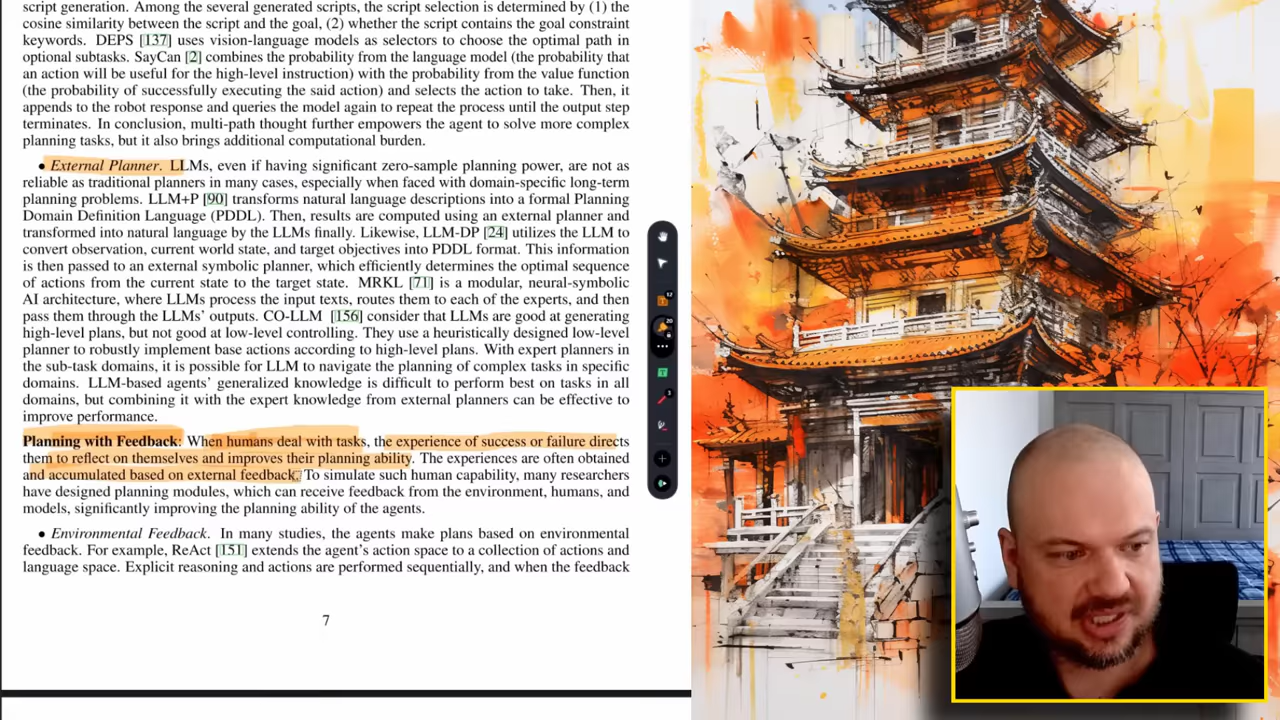 script generation. Among the several generated scripts, the script selection is determined by (1) the
cosine similarity between the script and the goal, (2) whether the script contains the goal constraint
keywords. DEPS [137] uses vision-language models as selectors to choose the optimal path in
optional subtasks. SayCan [2] combines the probability from the language model (the probability that
an action will be useful for the high-level instruction) with the probability from the value function
(the probability of successfully executing the said action) and selects the action to take. Then, it
appends to the robot response and queries the model again to repeat the process until the output step
terminates. In conclusion, multi-path thought further empowers the agent to solve more complex
planning tasks, but it also brings additional computational burden.
• External Planner. LLMs, even if having significant zero-sample planning power, are not as
reliable as traditional planners in many cases, especially when faced with domain-specific long-term
planning problems. LLM+P [90] transforms natural language descriptions into a formal Planning
Domain Definition Language (PDDL). Then, results are computed using an external planner and
transformed into natural language by the LLMs finally. Likewise, LLM-DP [24] utilizes the LLM to
convert observation, current world state, and target objectives into PDDL format. This information
is then passed to an external symbolic planner, which efficiently determines the optimal sequence
of actions from the current state to the target state. MRKL [71] is a modular, neural-symbolic
AI architecture, where LLMs process the input texts, routes them to each of the experts, and then
pass them through the LLMs' outputs. CO-LLM [156] consider that LLMs are good at generating
high-level plans, but not good at low-level controlling. They use a heuristically designed low-level
planner to robustly implement base actions according to high-level plans. With expert planners in
the sub-task domains, it is possible for LLM to navigate the planning of complex tasks in specific
domains. LLM-based agents' generalized knowledge is difficult to perform best on tasks in all
domains, but combining it with the expert knowledge from external planners can be effective to
improve performance.
Planning with Feedback: When humans deal with tasks, the experience of success or failure directs
them to reflect on themselves and improves their planning ability. The experiences are often obtained
and accumulated based on external feedback. To simulate such human capability, many researchers
have designed planning modules, which can receive feedback from the environment, humans, and
models, significantly improving the planning ability of the agents.
• Environmental Feedback. In many studies, the agents make plans based on environmental
feedback. For example, ReAct [151] extends the agent's action space to a collection of actions and
language space. Explicit reasoning and actions are performed sequentially, and when the feedback
7